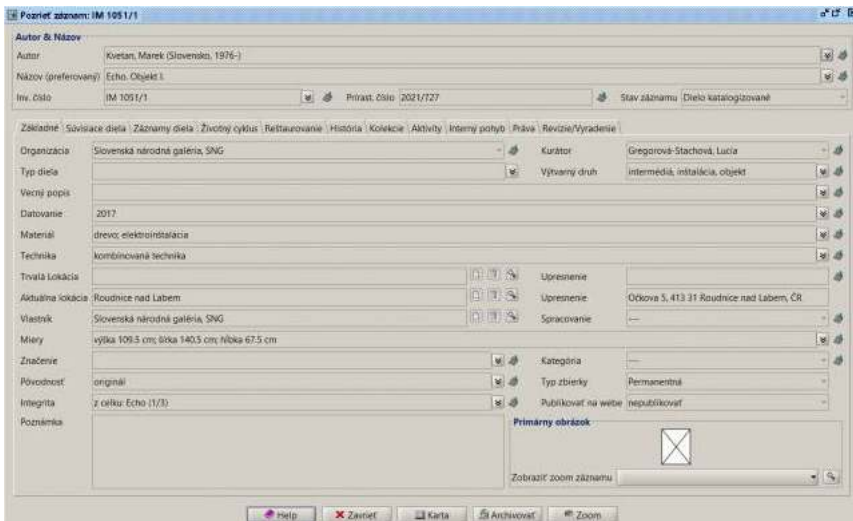 Pozrieť záznam: IM 1051/1
Autor & Názov
Autor Kvetan, Marek (Slovensko, 1976-)
Názov (preferovaný) Echo. Objekt I.
Inv. číslo IM 1051/1 Prírast. číslo 2021/727 Stav záznamu Dielo katalogizované
Základné Súvisiace diela Záznamy diela Životný cyklus Reštaurovanie História Kolekcie Aktivity Interný pohyb Práva Revízie/Vyradenie
Organizácia Slovenská národná galéria, SNG Kurátor Gregorová-Stachová, Lucia
Typ diela Výtvarný druh intermédiá, inštalácia, objekt
Vecný popis
Datovanie 2017
Materiál drevo; elektroinštalácia
Technika kombinovaná technika
Trvalá Lokácia Upresnenie
Aktuálna lokácia Roudnice nad Labem Upresnenie Očkova 5, 413 31 Roudnice nad Labem, ČR
Vlastník Slovenská národná galéria, SNG Spracovanie ---
Miery výška 109.5 cm; šírka 140.5 cm; hĺbka 67.5 cm
Značenie Kategória ---
Pôvodnosť originál Typ zbierky Permanentná
Integrita z celku: Echo (1/3) Publikovať na webe nepublikovať
Poznámka Primárny obrázok
Zobraziť zoom záznamu
Help Zavrieť Karta Archivovať Zoom